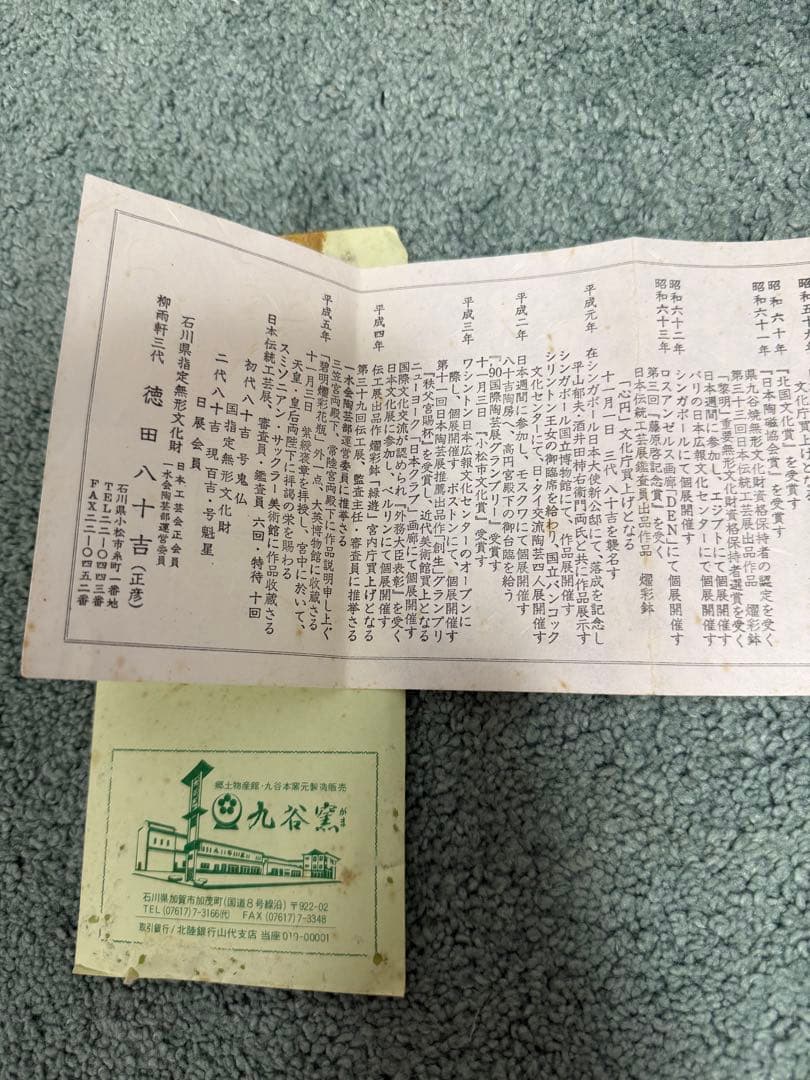 昭和五十九年
文化
昭和六十年
『北国文化賞』を受賞す
昭和六十一年
『日本陶磁協会賞』を受賞す
県九谷焼無形文化財資格保持者の認定を受く
第三十三回日本伝統工芸展出品作 燿彩鉢
「黎明」重要無形文化財資格保持者選賞を受く
日本週間に参加し、エジプトにて個展開催す
パリの日本広報文化センターにて個展開催す
シンガポールにて個展開催す
昭和六十二年
ロスアンゼルス画廊『DEN』にて個展開催す
昭和六十三年
第三回『藤原啓記念賞』を受く
日本伝統工芸展鑑査員出品作品 燿彩鉢
「心円」文化庁買上げとなる
十一月一日 三代 八十吉を襲名す
平成元年
在シンガポール日本大使新公邸にて、落成を記念し
平山郁夫・酒井田柿右衛門両氏と共に作品展示す
シンガポール国立博物館にて、作品展開催す
シリントン王女の御臨席を給わり、国立バンコック
文化センターにて、日・タイ交流陶芸四人展開催す
平成二年
日本週間に参加し、モスクワにて個展開催す
八十吉陶房へ、高円宮殿下の御台臨を給う
『'90国際陶芸展グランプリー』受賞す
十一月三日 『小松市文化賞』受賞す
平成三年
ワシントン日本広報文化センターのオープンに
際し、個展開催す ボストンにて、個展開催す
第十一回日本陶芸展推薦出品作「創生」グランプリ
『秩父宮賜杯』を受賞し、近代美術館買上となる
ニューヨーク「日本クラブ」画廊にて個展開催す
国際文化交流が認められ『外務大臣表彰』を受く
平成四年
日本文化展に参加し、ベルリンにて個展開催す
伝工展出品作 燿彩鉢「緑遊」宮内庁買上げとなる
第三十九回伝工展、監査主任・審査員に推挙さる
一水会陶芸部運営委員に推挙さる
三笠宮両殿下、常陸宮両殿下に作品説明申し上ぐ
平成五年
「碧明燿彩花瓶」外一点、大英博物館に収蔵さる
十一月三日 紫綬褒章を拝授し、宮中に於いて、
天皇・皇后両陛下に拝謁の栄を賜わる
スミソニアン・サックラー美術館に作品収蔵さる
日本伝統工芸展、審査員・鑑査員 六回・特待 十回
初代八十吉 号鬼仏
国指定無形文化財
二代八十吉 現百吉・号魁星
日展会員
石川県指定無形文化財
日本工芸会正会員
一水会陶芸部運営委員
柳雨軒三代 徳田八十吉(正彦)
石川県小松市糸町一番地
TEL二二ー〇四四三番
FAX二二ー〇四五二番
郷土物産館・九谷本窯元製造販売
九谷窯
がま
石川県加賀市加茂町(国道8号線沿)〒922-02
TEL(07617)7-3166(代) FAX(07617)7-3348
取引銀行/北陸銀行山代支店 当座019-00001